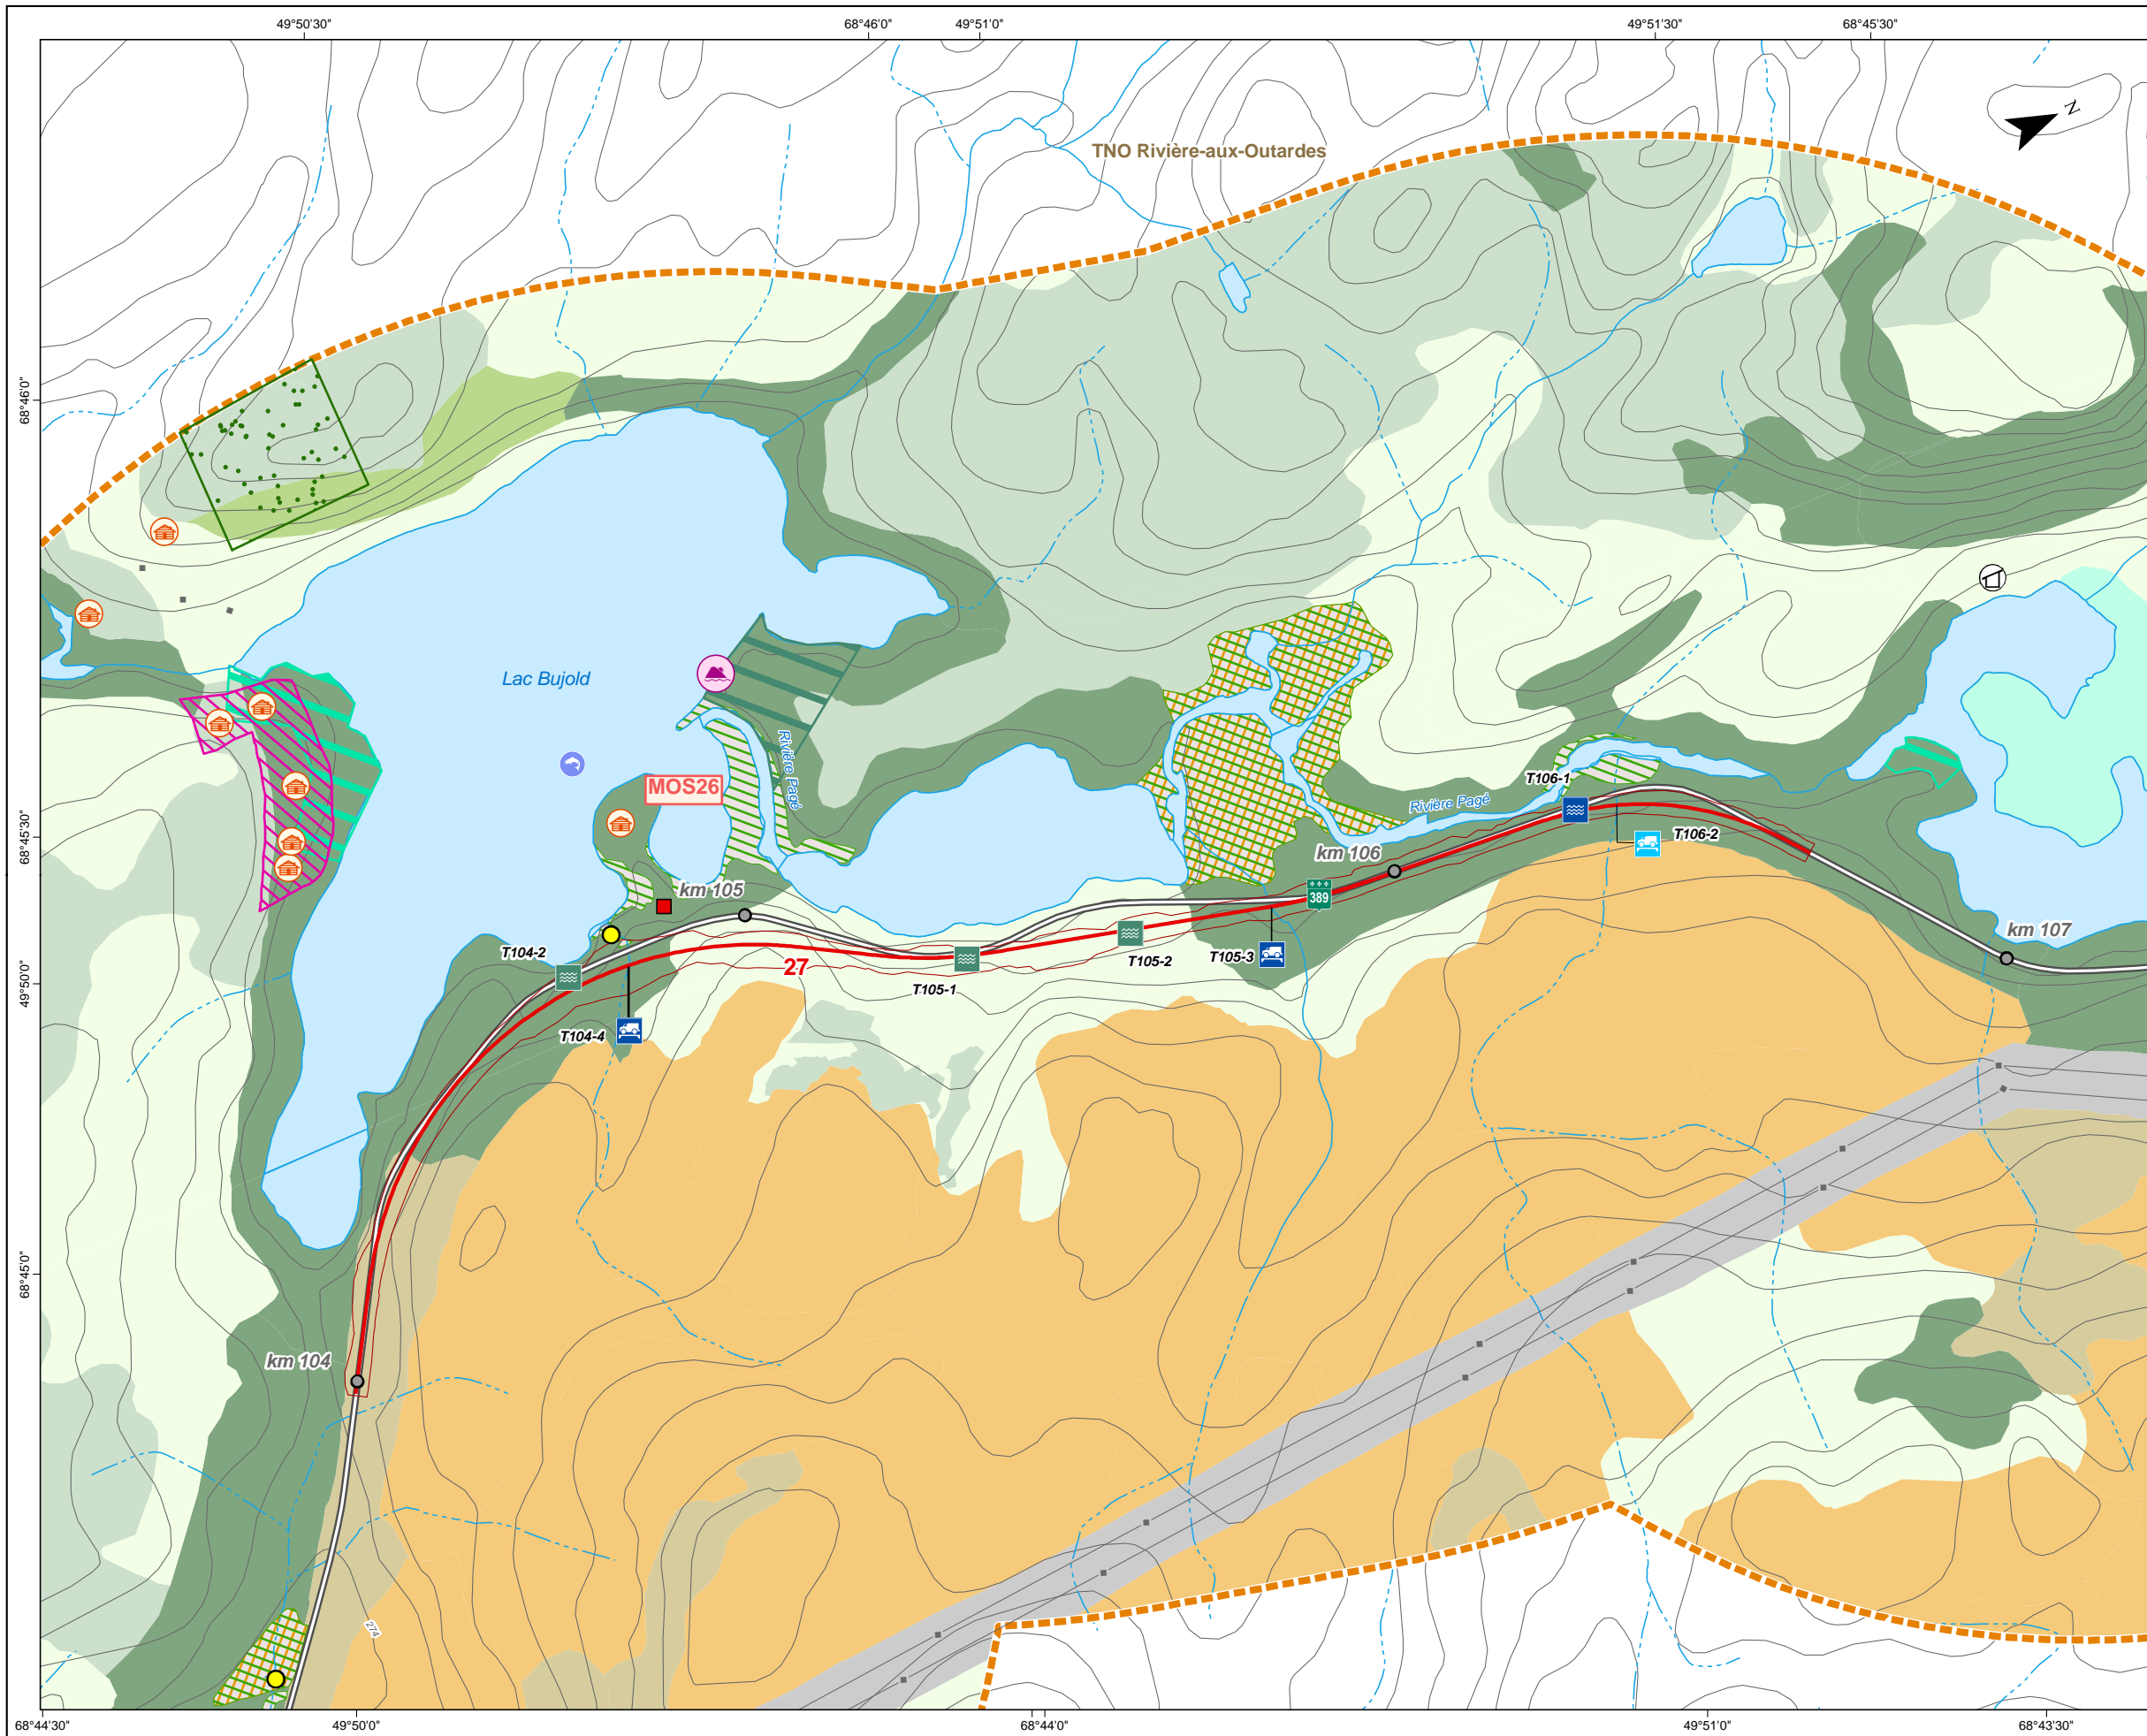 49°50'30"
68°46'0"
49°51'0"
49°51'30"
68°45'30"
N
TNO Rivière-aux-Outardes
68°46'0"
Lac Bujold
Rivière Pagé
MOS26
T106-1
Rivière Pagé
T106-2
68°45'30"
km 106
km 105
389
km 107
T104-2
T105-3
T105-2
27
T105-1
49°50'0"
T104-4
68°45'0"
km 104
274
68°44'30"
49°50'0"
68°44'0"
49°51'0"
68°43'30"